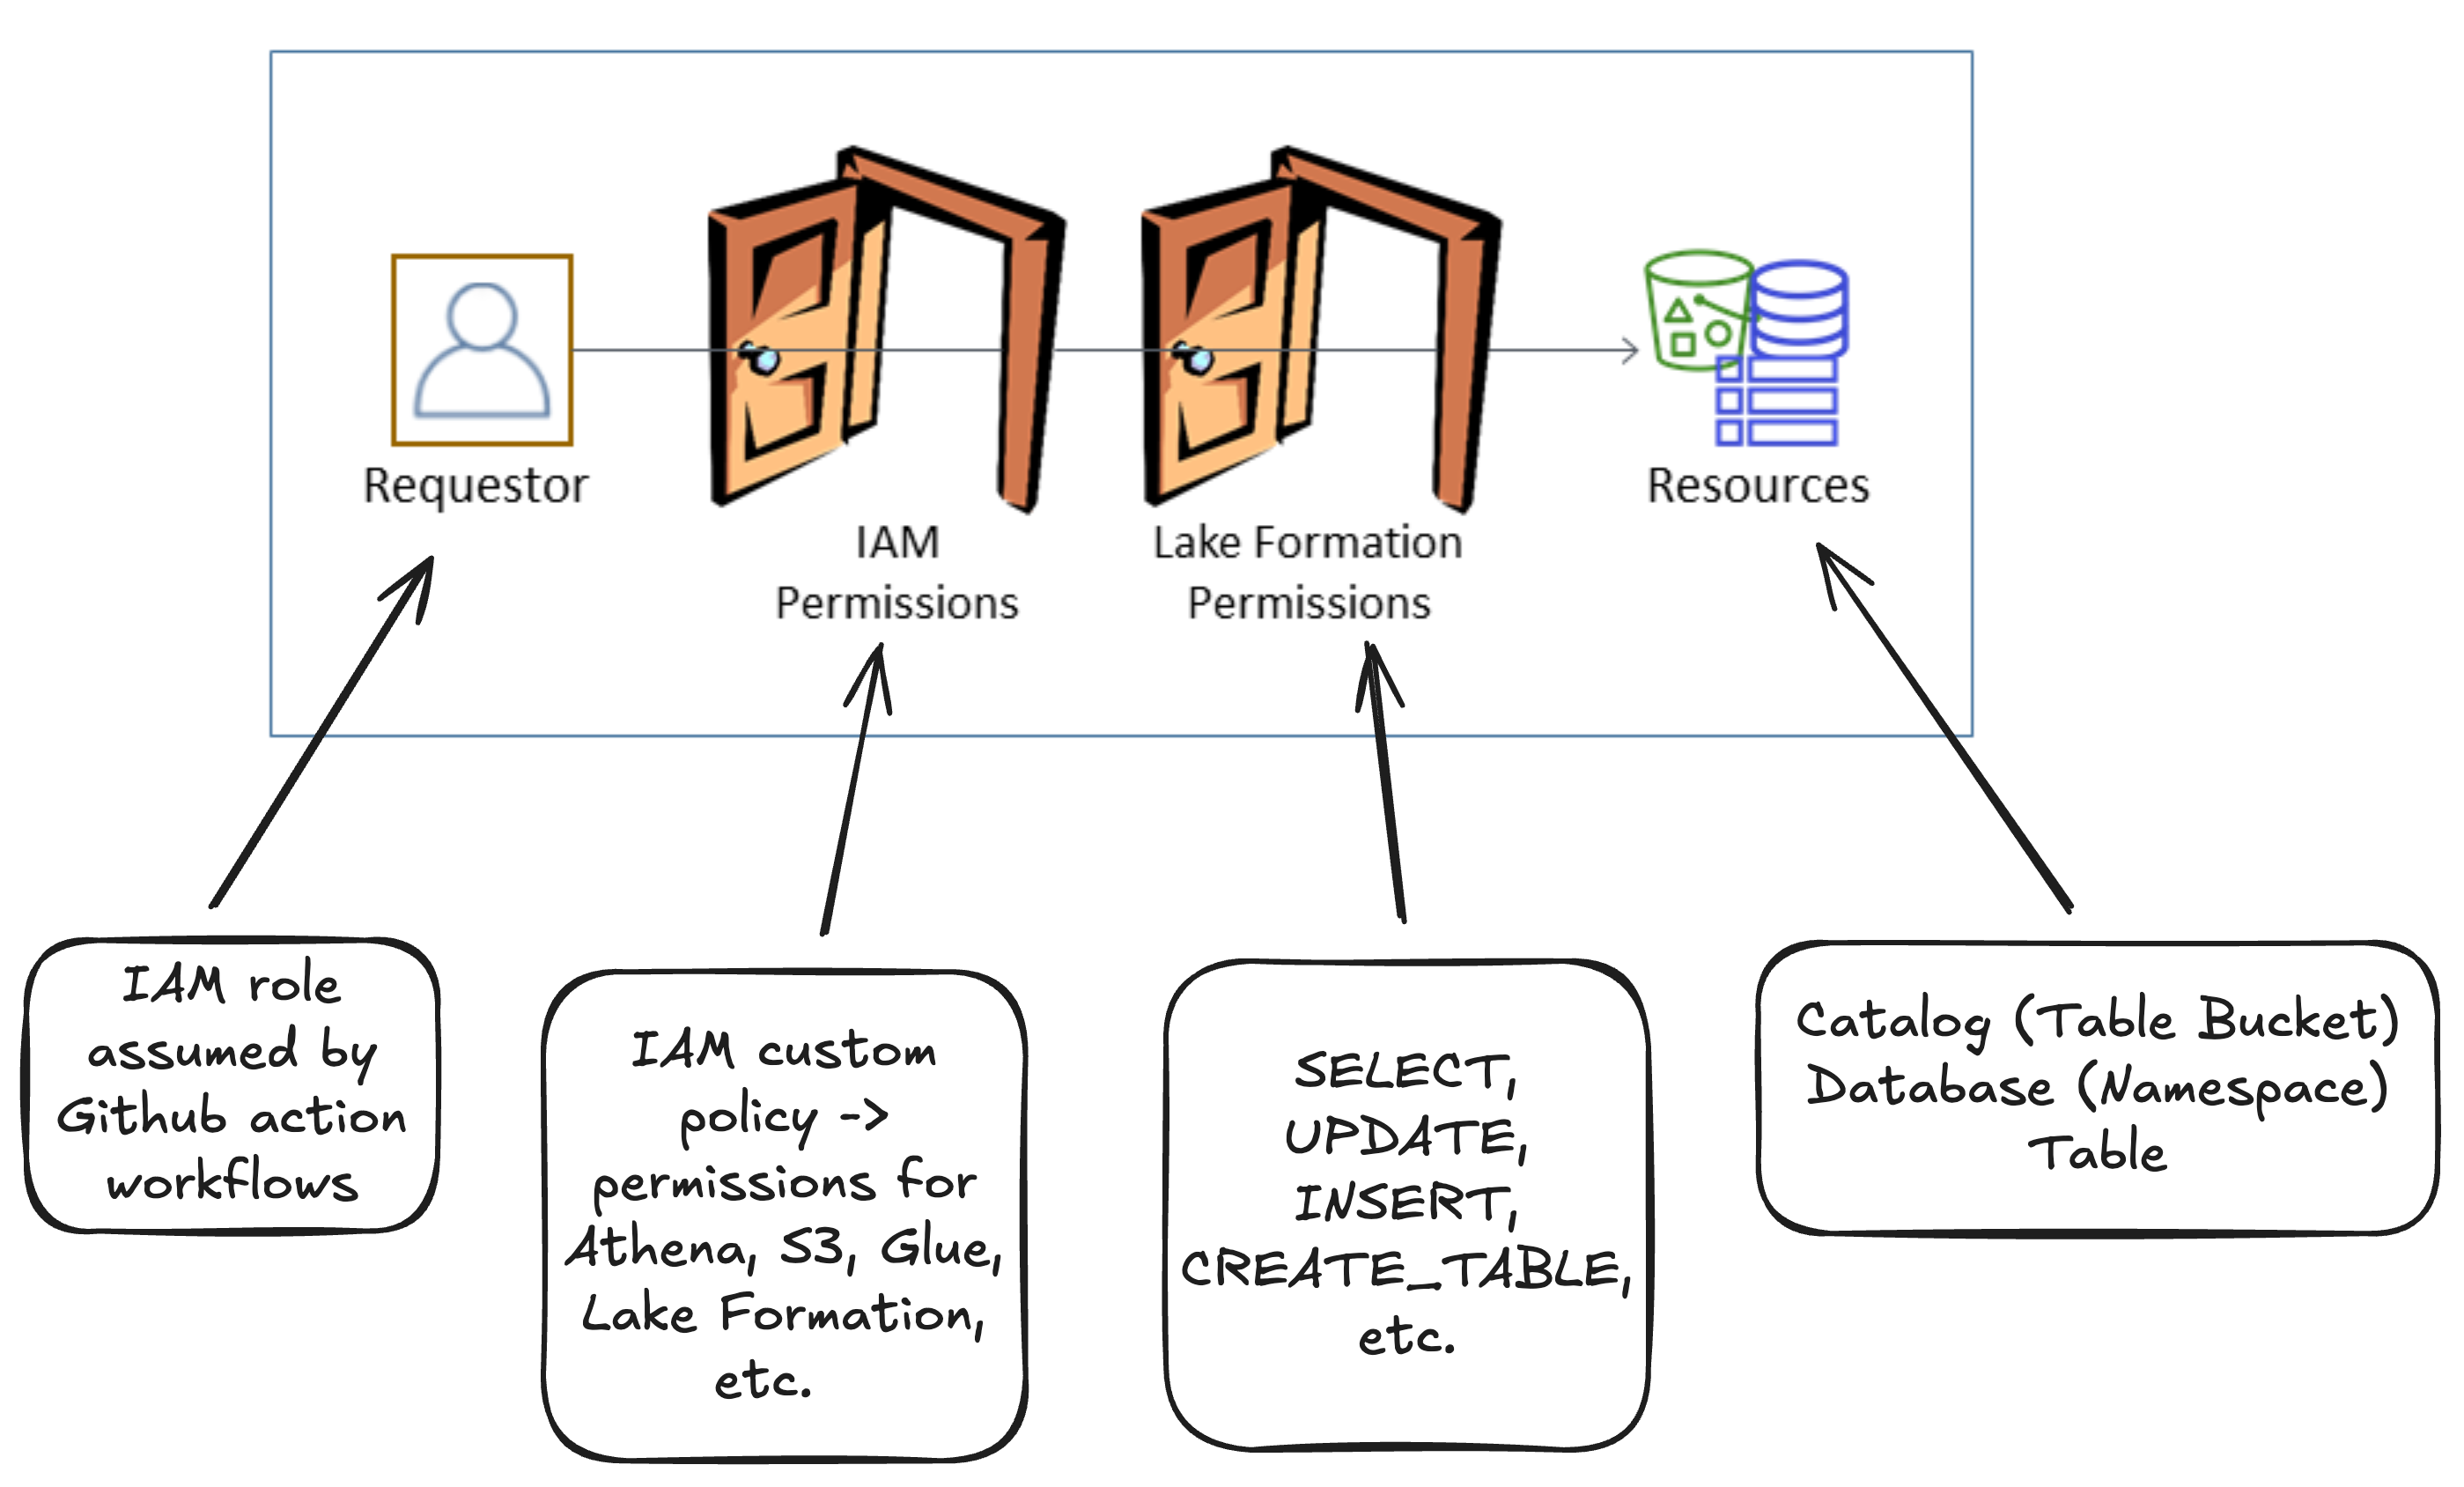 Requestor
IAM
Permissions
Lake Formation
Permissions
Resources
IAM role
assumed by
Github action
workflows
IAM custom
policy ->
permissions for
Athena, S3, Glue,
Lake Formation,
etc.
SELECT,
UPDATE,
INSERT,
CREATE_TABLE,
etc.
Catalog (Table Bucket)
Database (Namespace)
Table